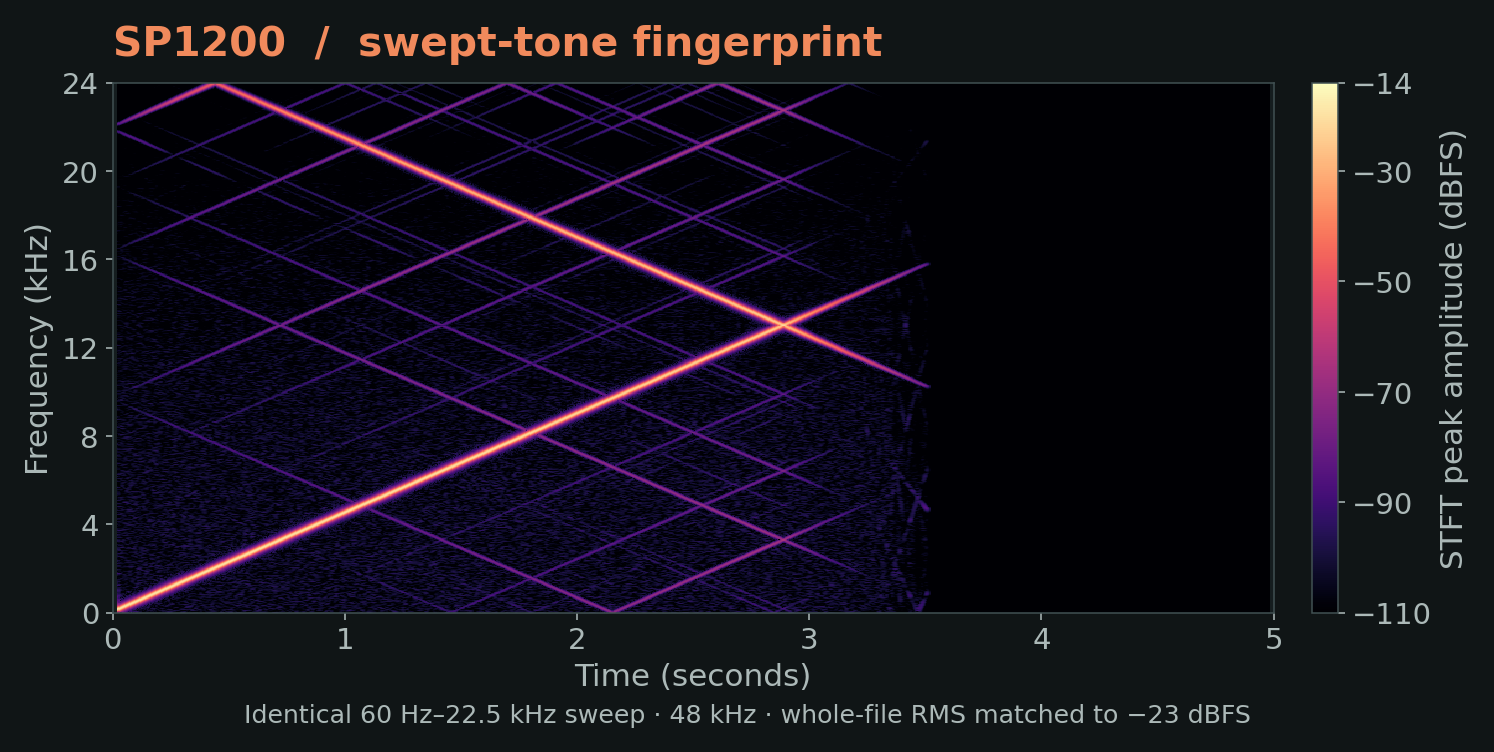 SP1200 / swept-tone fingerprint
24
20
16
12
8
4
0
Frequency (kHz)
0 1 2 3 4 5
Time (seconds)
−14
−30
−50
−70
−90
−110
STFT peak amplitude (dBFS)
Identical 60 Hz–22.5 kHz sweep · 48 kHz · whole-file RMS matched to −23 dBFS